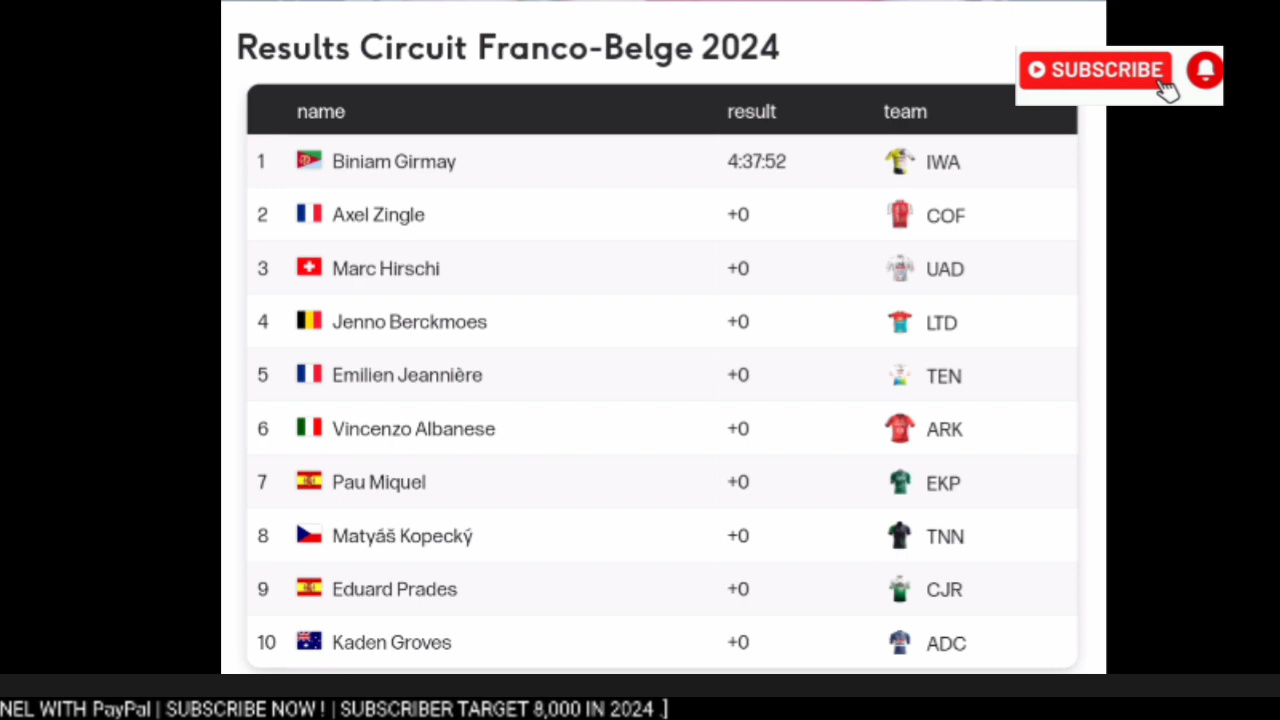 Results Circuit Franco-Belge 2024
SUBSCRIBE
name result team
1 Biniam Girmay 4:37:52 IWA
2 Axel Zingle +0 COF
3 Marc Hirschi +0 UAD
4 Jenno Berckmoes +0 LTD
5 Emilien Jeannière +0 TEN
6 Vincenzo Albanese +0 ARK
7 Pau Miquel +0 EKP
8 Matyáš Kopecký +0 TNN
9 Eduard Prades +0 CJR
10 Kaden Groves +0 ADC
NEL WITH PayPal | SUBSCRIBE NOW ! | SUBSCRIBER TARGET 8,000 IN 2024 .]